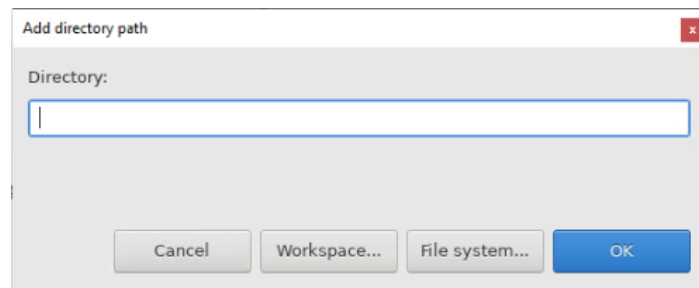 Add directory path
x
Directory:
Cancel Workspace... File system... OK